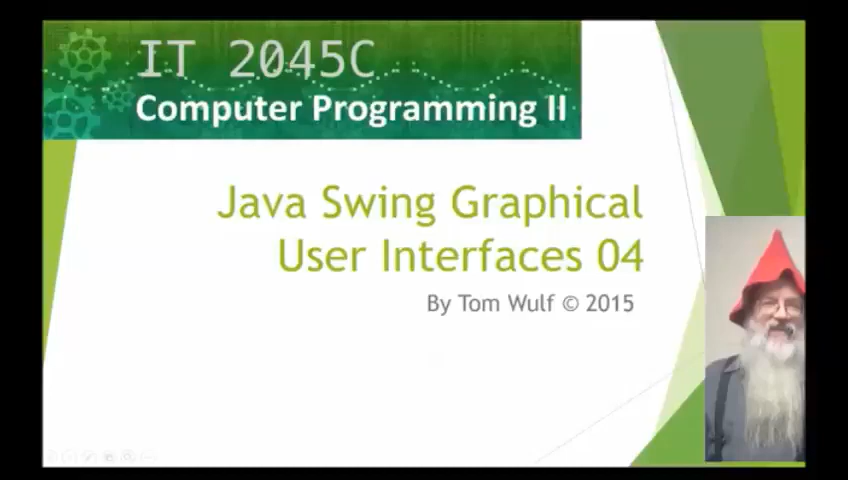 IT 2045C
Computer Programming II
Java Swing Graphical
User Interfaces 04
By Tom Wulf © 2015